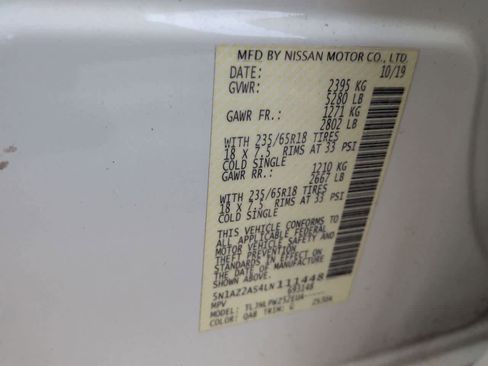 MFD BY NISSAN MOTOR CO., LTD.
DATE: 10/19
GVWR: 2395 KG
5280 LB
GAWR FR.: 1271 KG
2802 LB
WITH 235/65R18 TIRES
18 X 7.5 RIMS AT 33 PSI
COLD SINGLE
GAWR RR.: 1210 KG
2667 LB
WITH 235/65R18 TIRES
18 X 7.5 RIMS AT 33 PSI
COLD SINGLE
THIS VEHICLE CONFORMS TO
ALL APPLICABLE FEDERAL
MOTOR VEHICLE SAFETY
STANDARDS IN EFFECT ON
THE DATE OF MANUFACTURE
SHOWN ABOVE.
5N1AZ2AS4LN111448
MPV 693148
COLOR: QAB TRIM: G